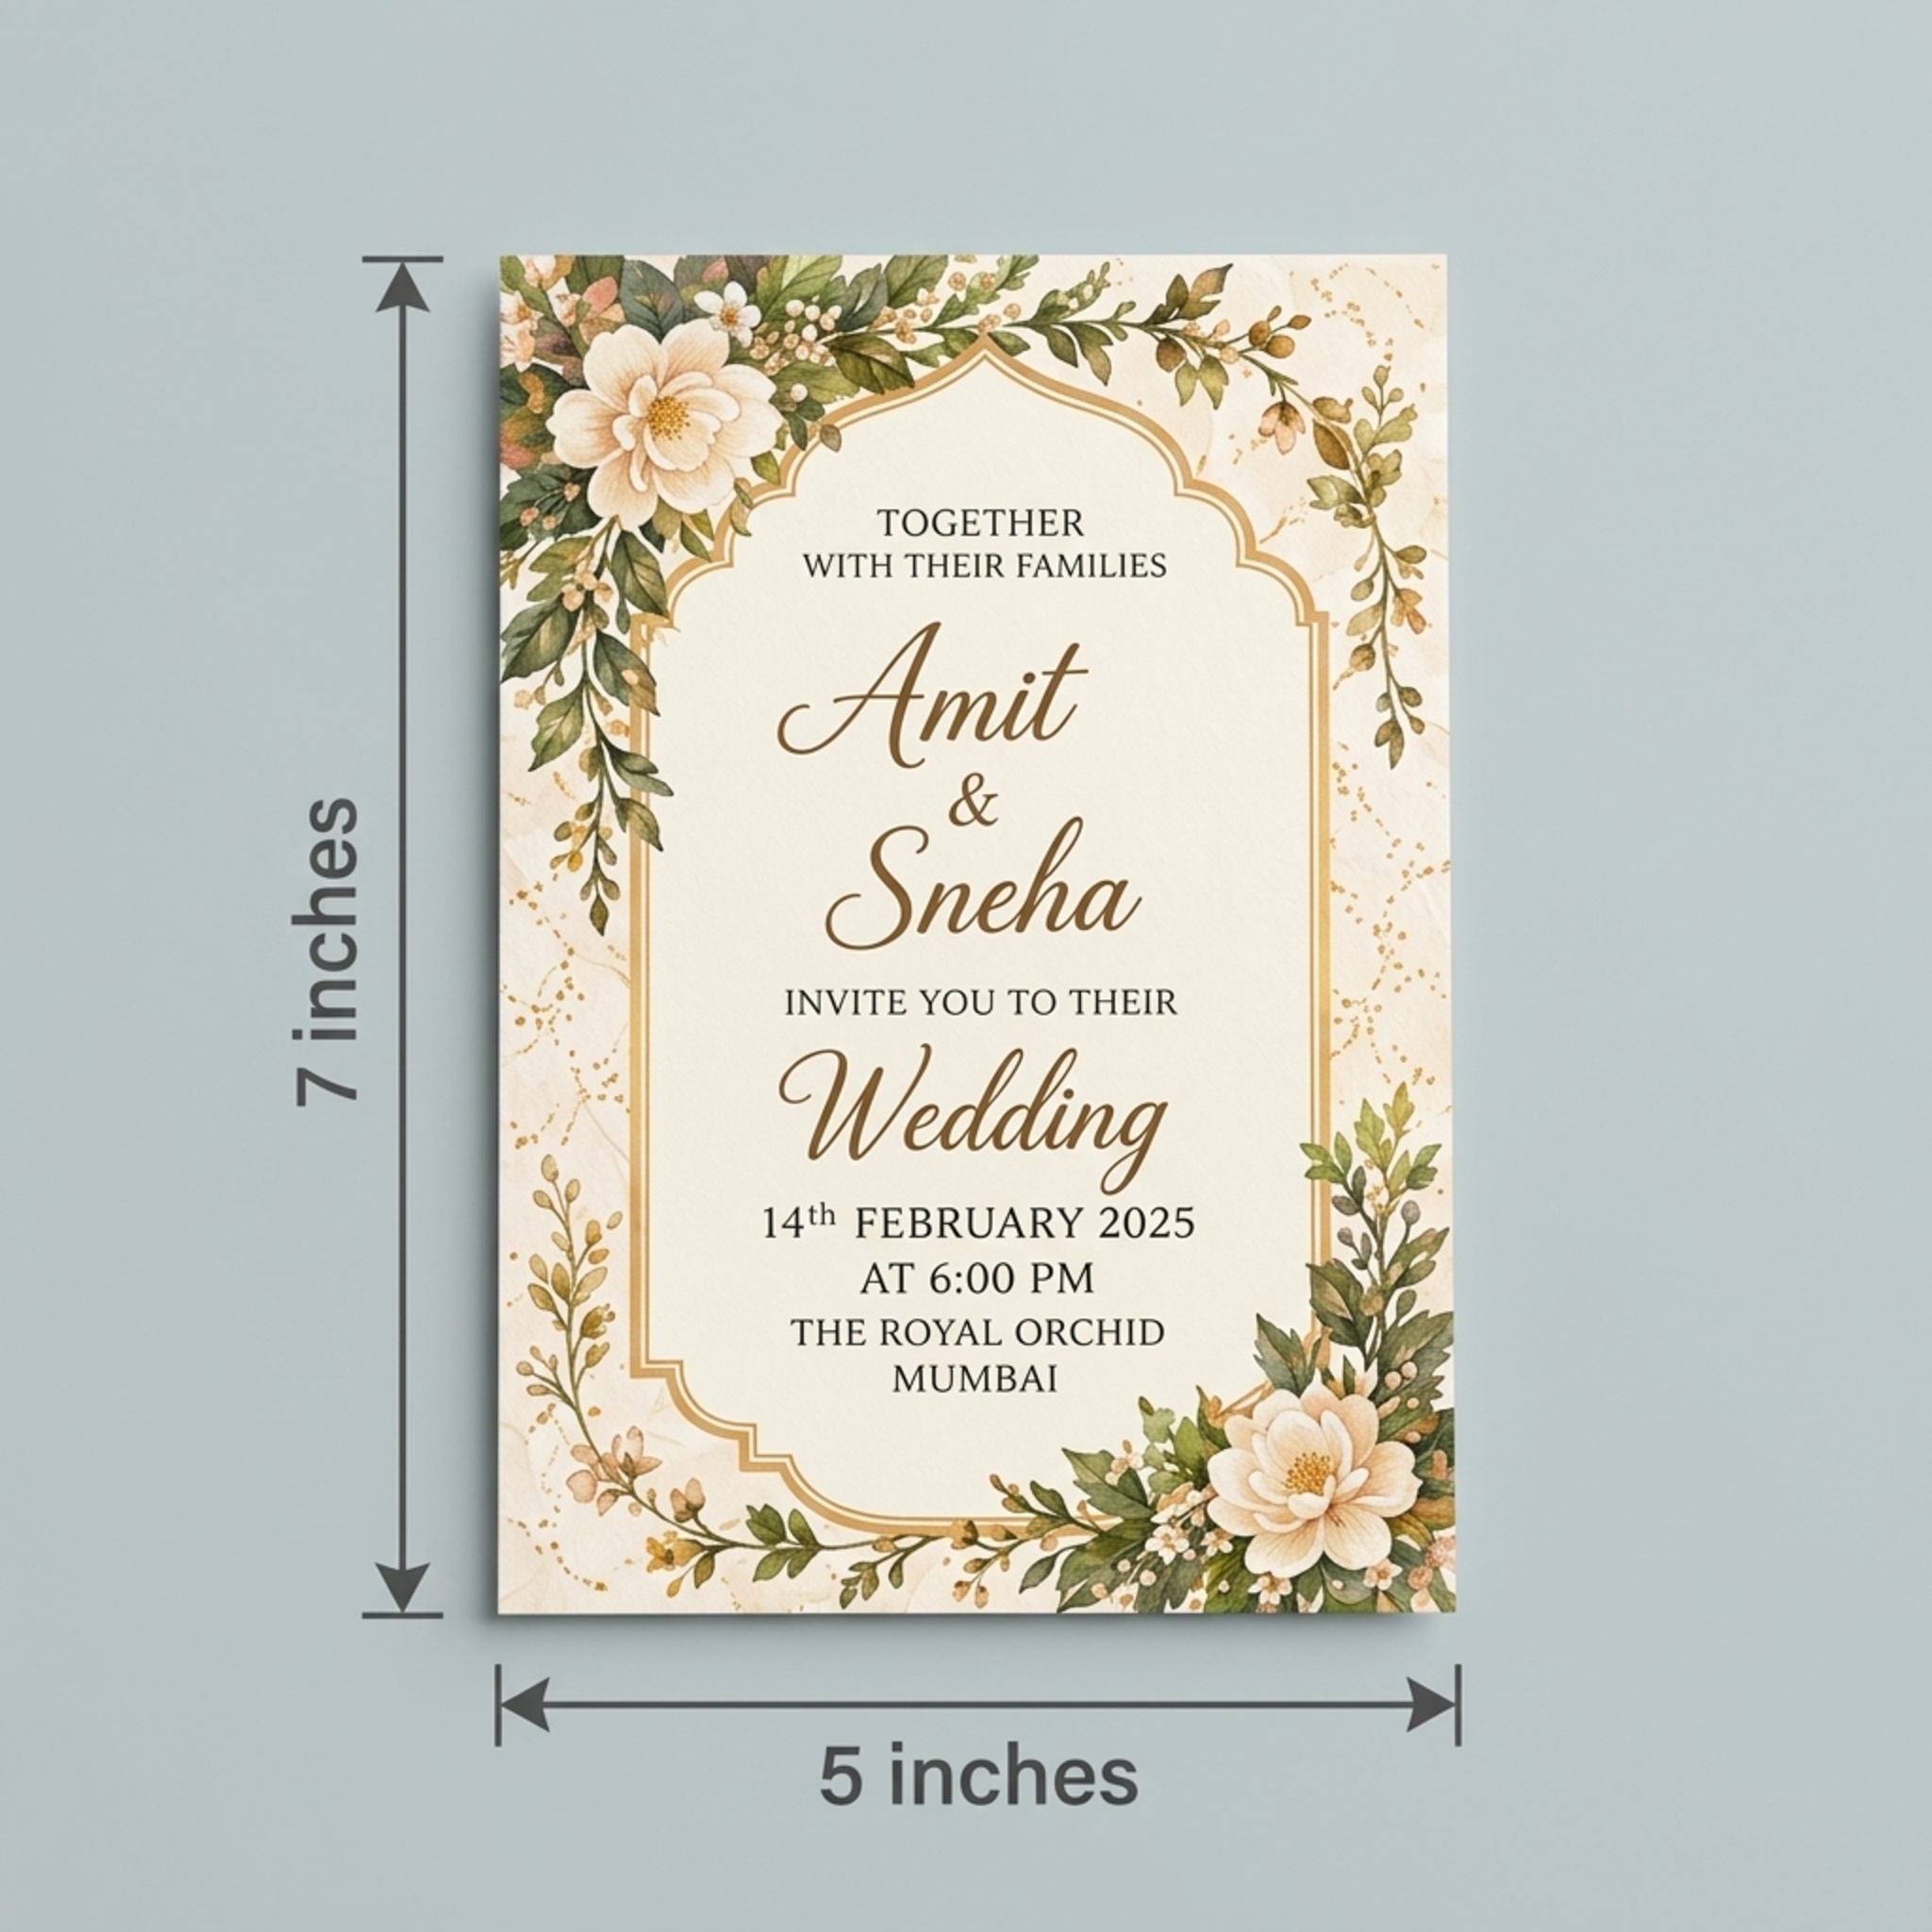 TOGETHER
WITH THEIR FAMILIES
Amit
&
Sneha
INVITE YOU TO THEIR
Wedding
14th FEBRUARY 2025
AT 6:00 PM
THE ROYAL ORCHID
MUMBAI
7 inches
5 inches